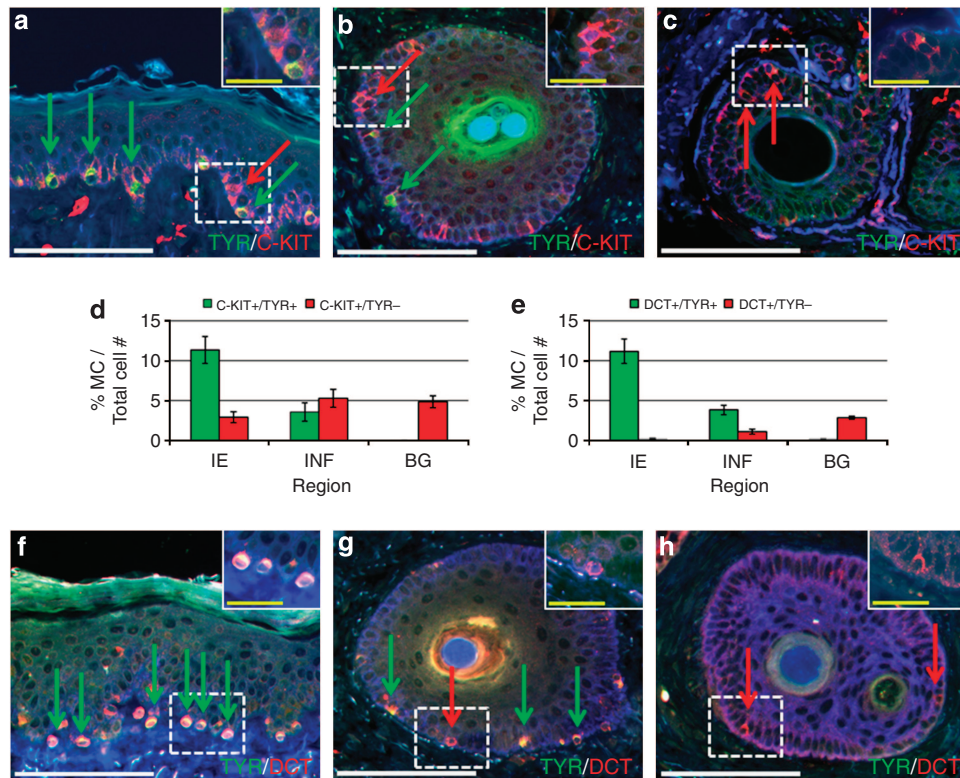 a
TYR/C-KIT
b
TYR/C-KIT
c
TYR/C-KIT
d
C-KIT+/TYR+ C-KIT+/TYR–
15
10
5
0
% MC /
Total cell #
IE INF BG
Region
e
DCT+/TYR+ DCT+/TYR–
15
10
5
0
% MC /
Total cell #
IE INF BG
Region
f
TYR/DCT
g
TYR/DCT
h
TYR/DCT